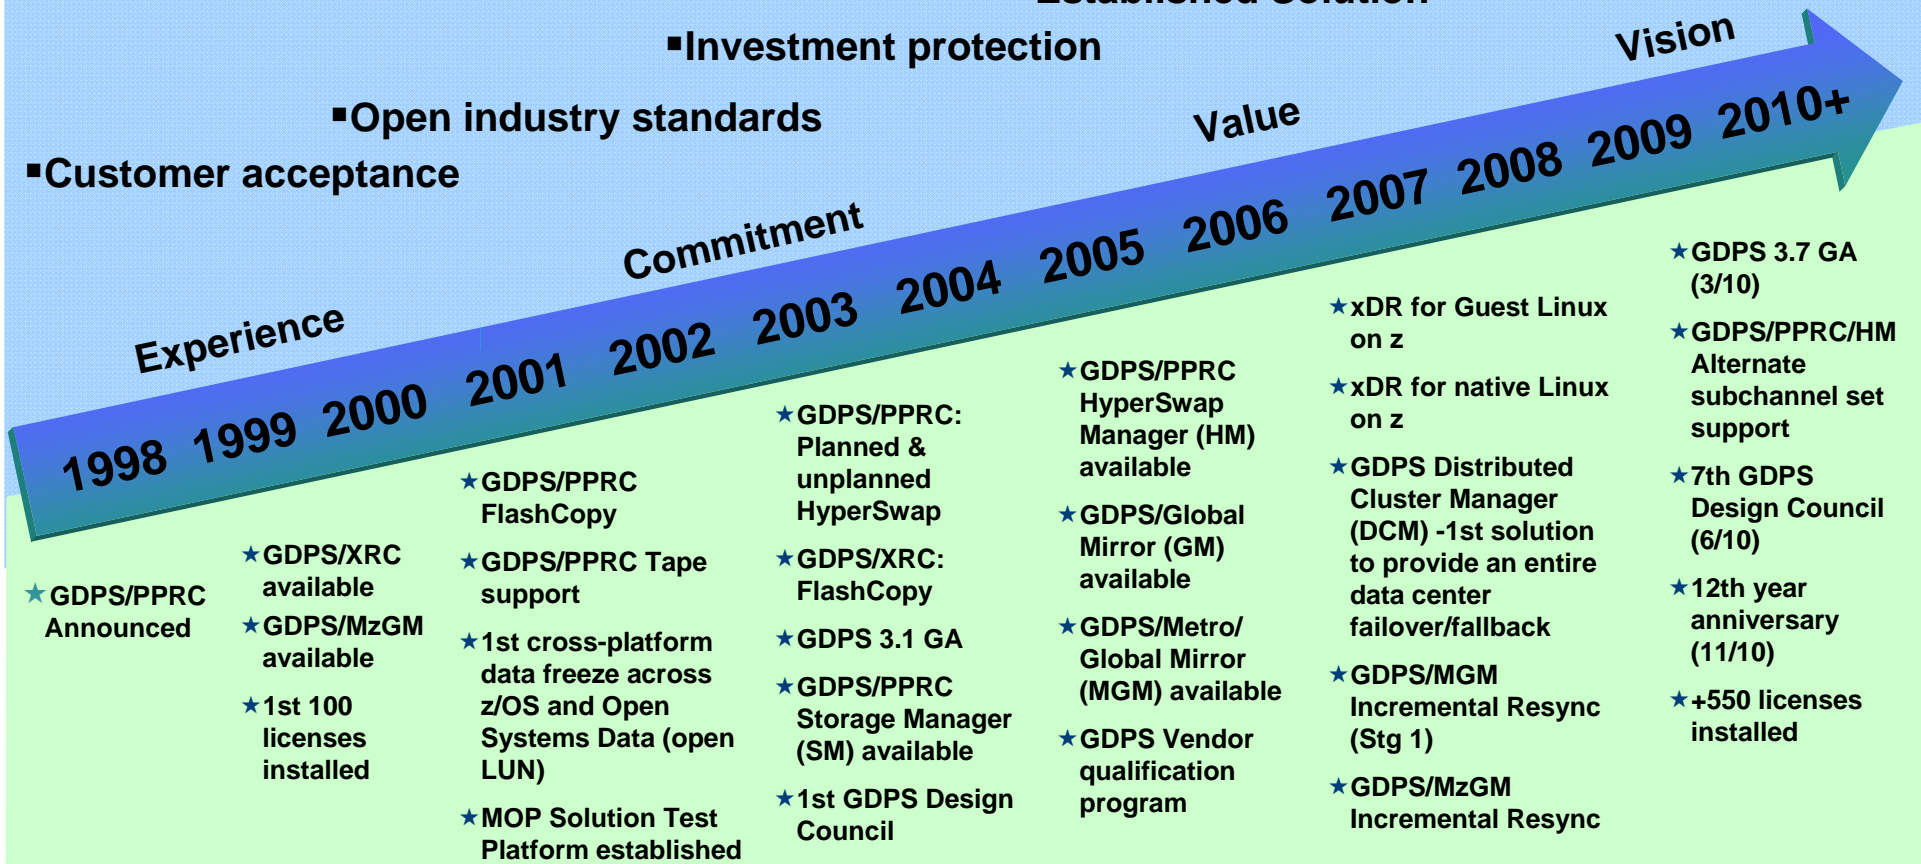 Established Solution
▪Investment protection
▪Open industry standards
▪Customer acceptance
Experience
Commitment
Value
Vision
1998 1999 2000 2001 2002 2003 2004 2005 2006 2007 2008 2009 2010+
★GDPS/PPRC
Announced
★GDPS/XRC
available
★GDPS/MzGM
available
★1st 100
licenses
installed
★GDPS/PPRC
FlashCopy
★GDPS/PPRC Tape
support
★1st cross-platform
data freeze across
z/OS and Open
Systems Data (open
LUN)
★MOP Solution Test
Platform established
★GDPS/PPRC:
Planned &
unplanned
HyperSwap
★GDPS/XRC:
FlashCopy
★GDPS 3.1 GA
★GDPS/PPRC
Storage Manager
(SM) available
★1st GDPS Design
Council
★GDPS/PPRC
HyperSwap
Manager (HM)
available
★GDPS/Global
Mirror (GM)
available
★GDPS/Metro/
Global Mirror
(MGM) available
★GDPS Vendor
qualification
program
★xDR for Guest Linux
on z
★xDR for native Linux
on z
★GDPS Distributed
Cluster Manager
(DCM) -1st solution
to provide an entire
data center
failover/fallback
★GDPS/MGM
Incremental Resync
(Stg 1)
★GDPS/MzGM
Incremental Resync
★GDPS 3.7 GA
(3/10)
★GDPS/PPRC/HM
Alternate
subchannel set
support
★7th GDPS
Design Council
(6/10)
★12th year
anniversary
(11/10)
★+550 licenses
installed